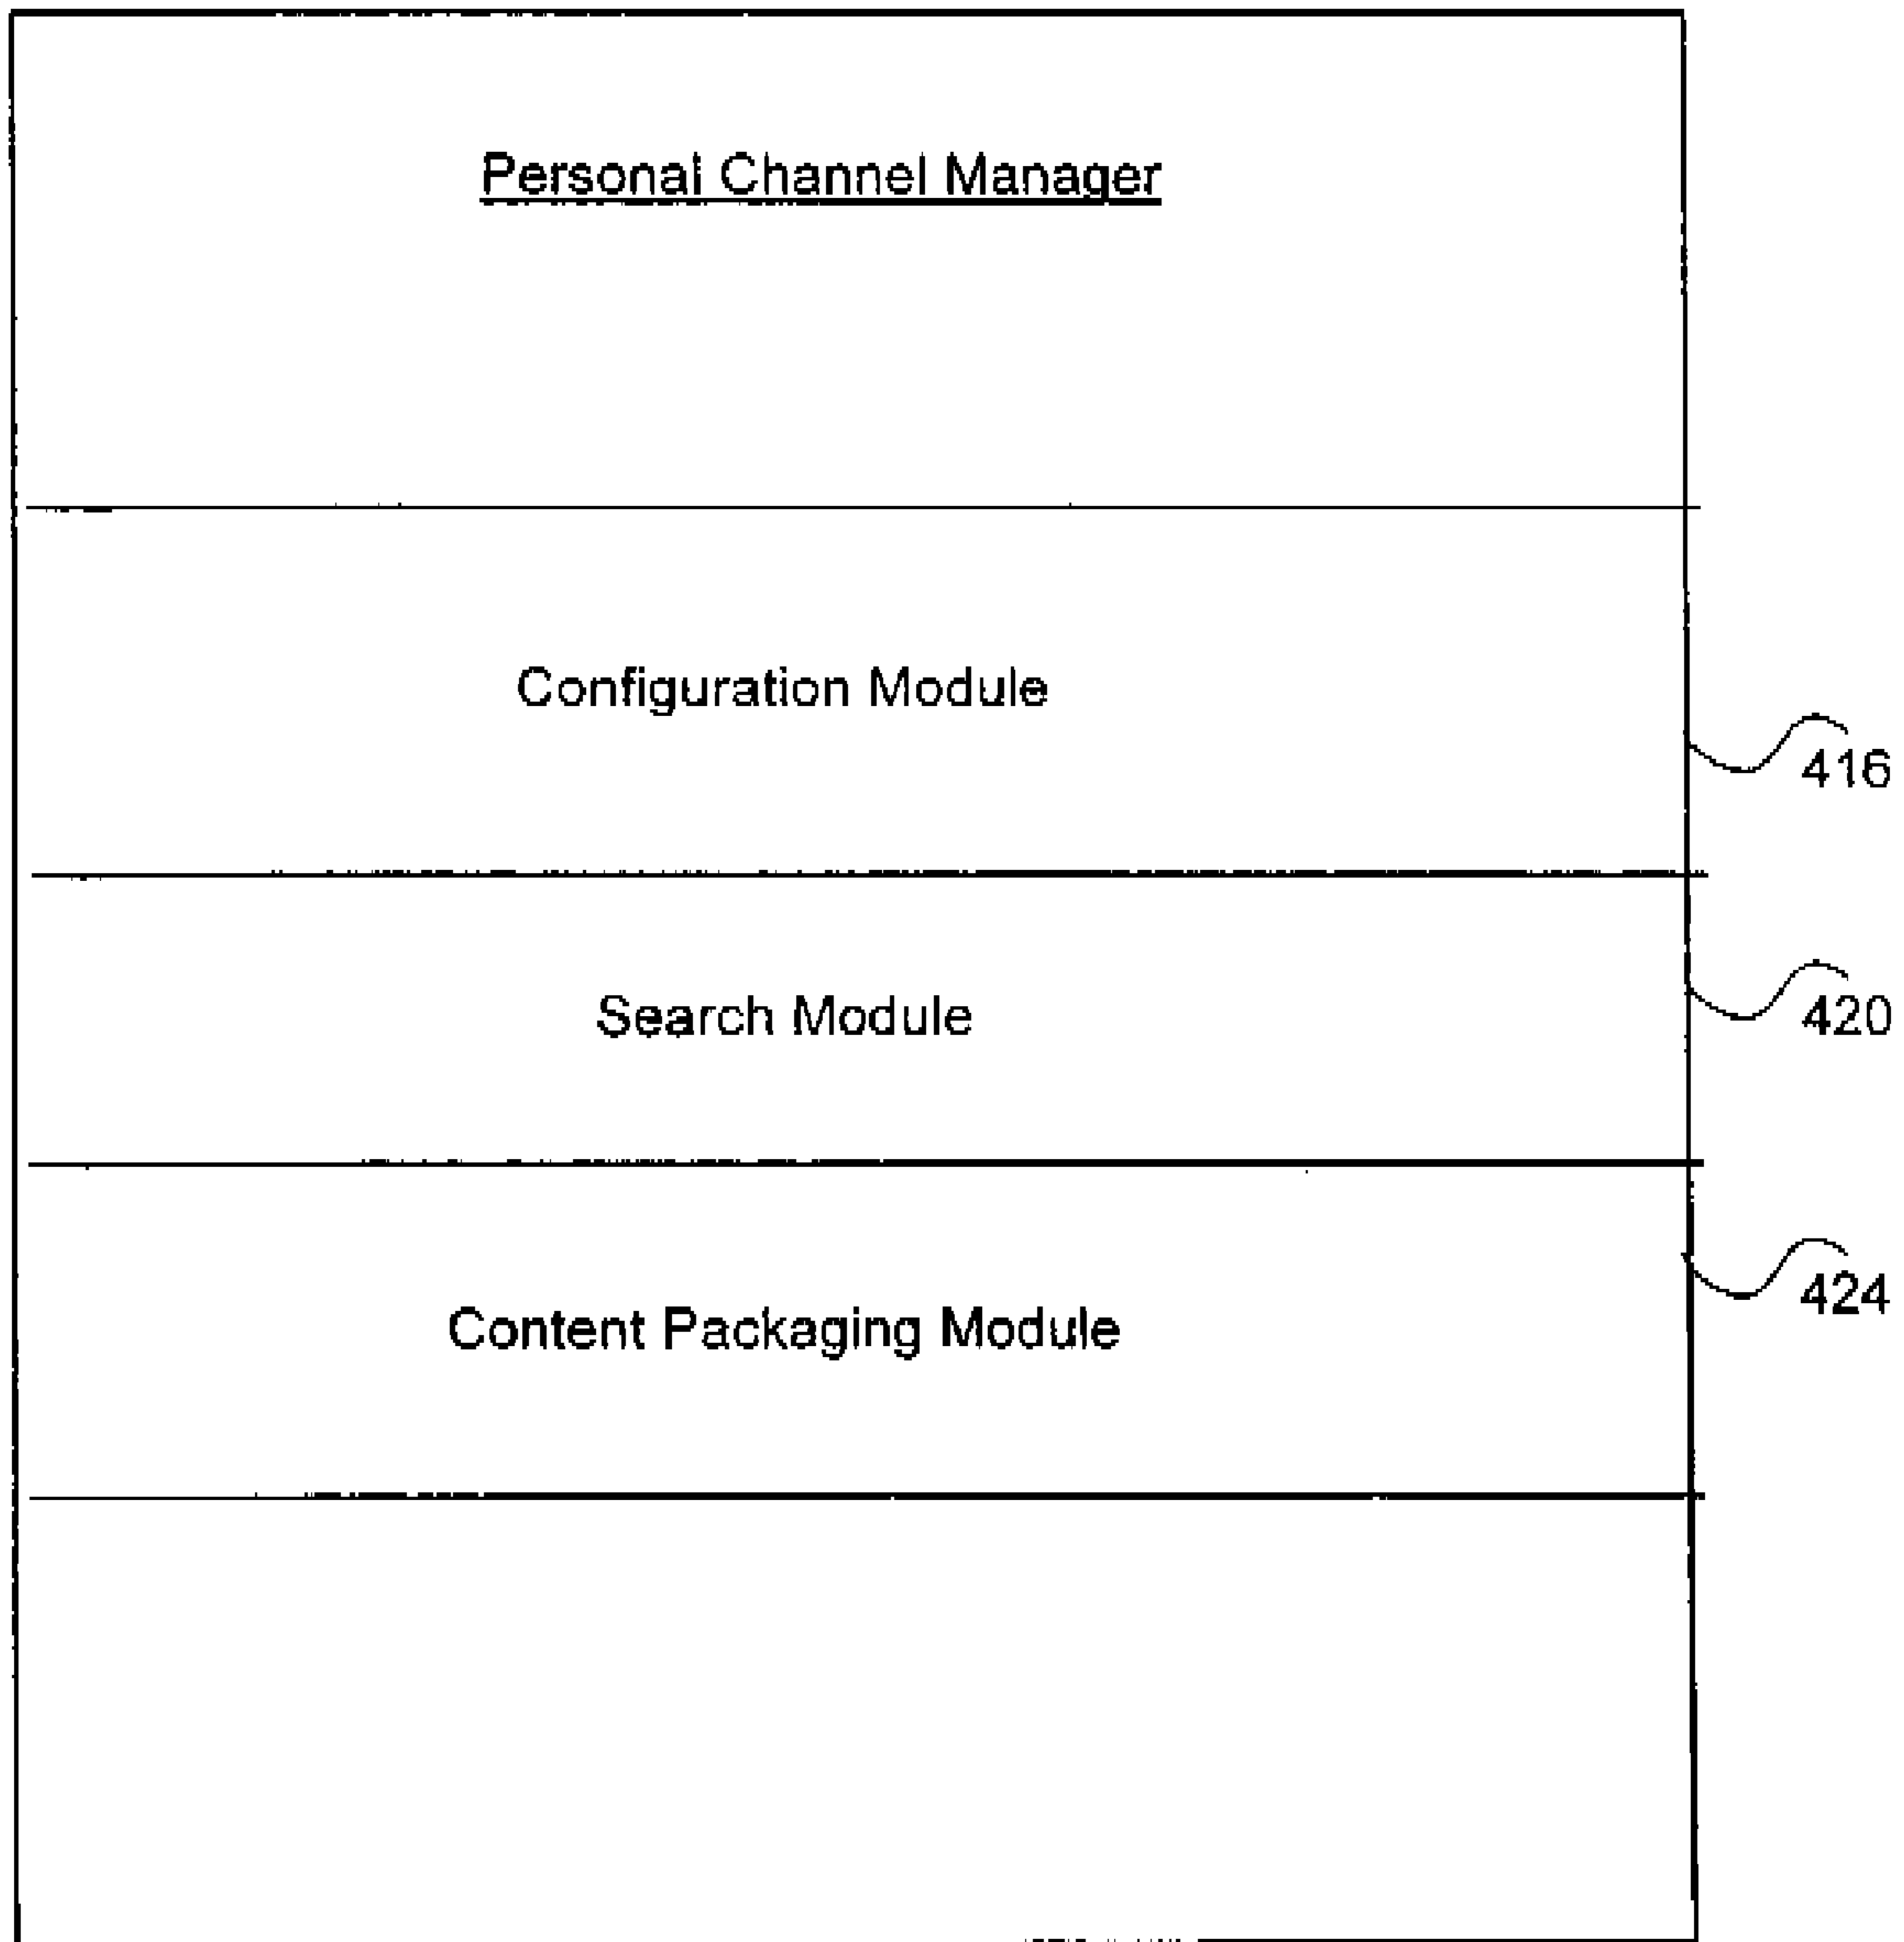 Personal Channel Manager
Configuration Module
416
Search Module
420
Content Packaging Module
424